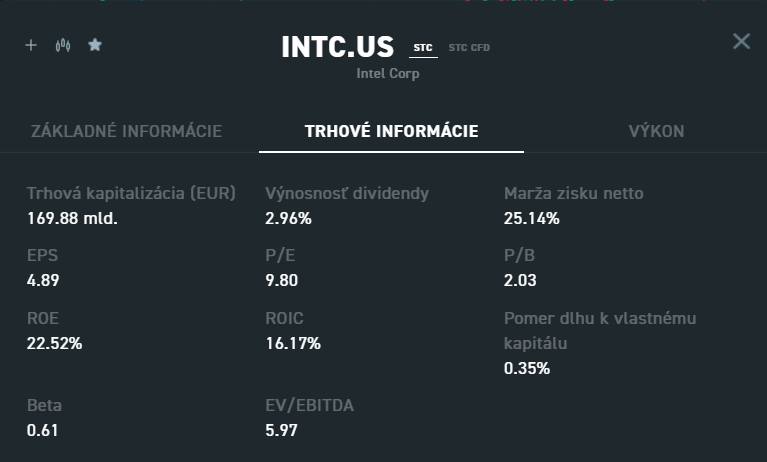 INTC.US STC STC CFD
Intel Corp
ZÁKLADNÉ INFORMÁCIE TRHOVÉ INFORMÁCIE VÝKON
Trhová kapitalizácia (EUR) Výnosnosť dividendy Marža zisku netto
169.88 mld. 2.96% 25.14%
EPS P/E P/B
4.89 9.80 2.03
ROE ROIC Pomer dlhu k vlastnému
kapitálu
22.52% 16.17%
0.35%
Beta EV/EBITDA
0.61 5.97